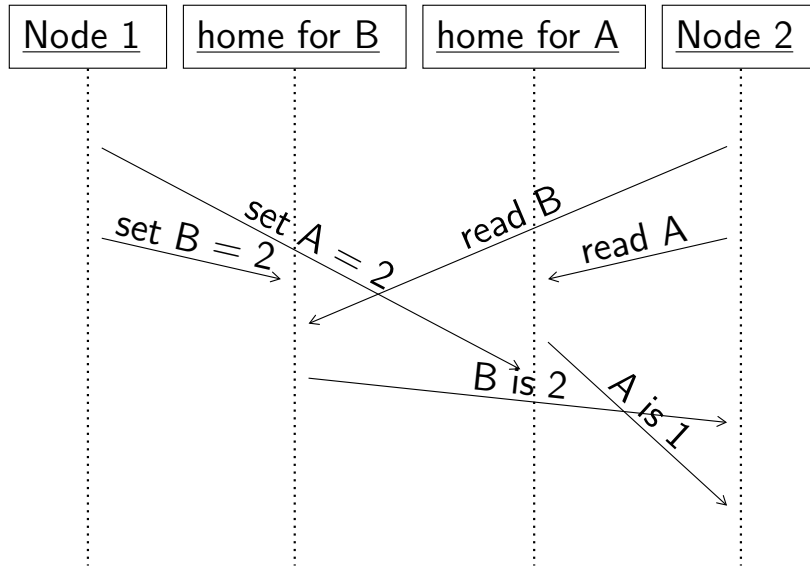 Node 1
home for B
home for A
Node 2
set A = 2
read B
set B = 2
read A
B is 2
A is 1